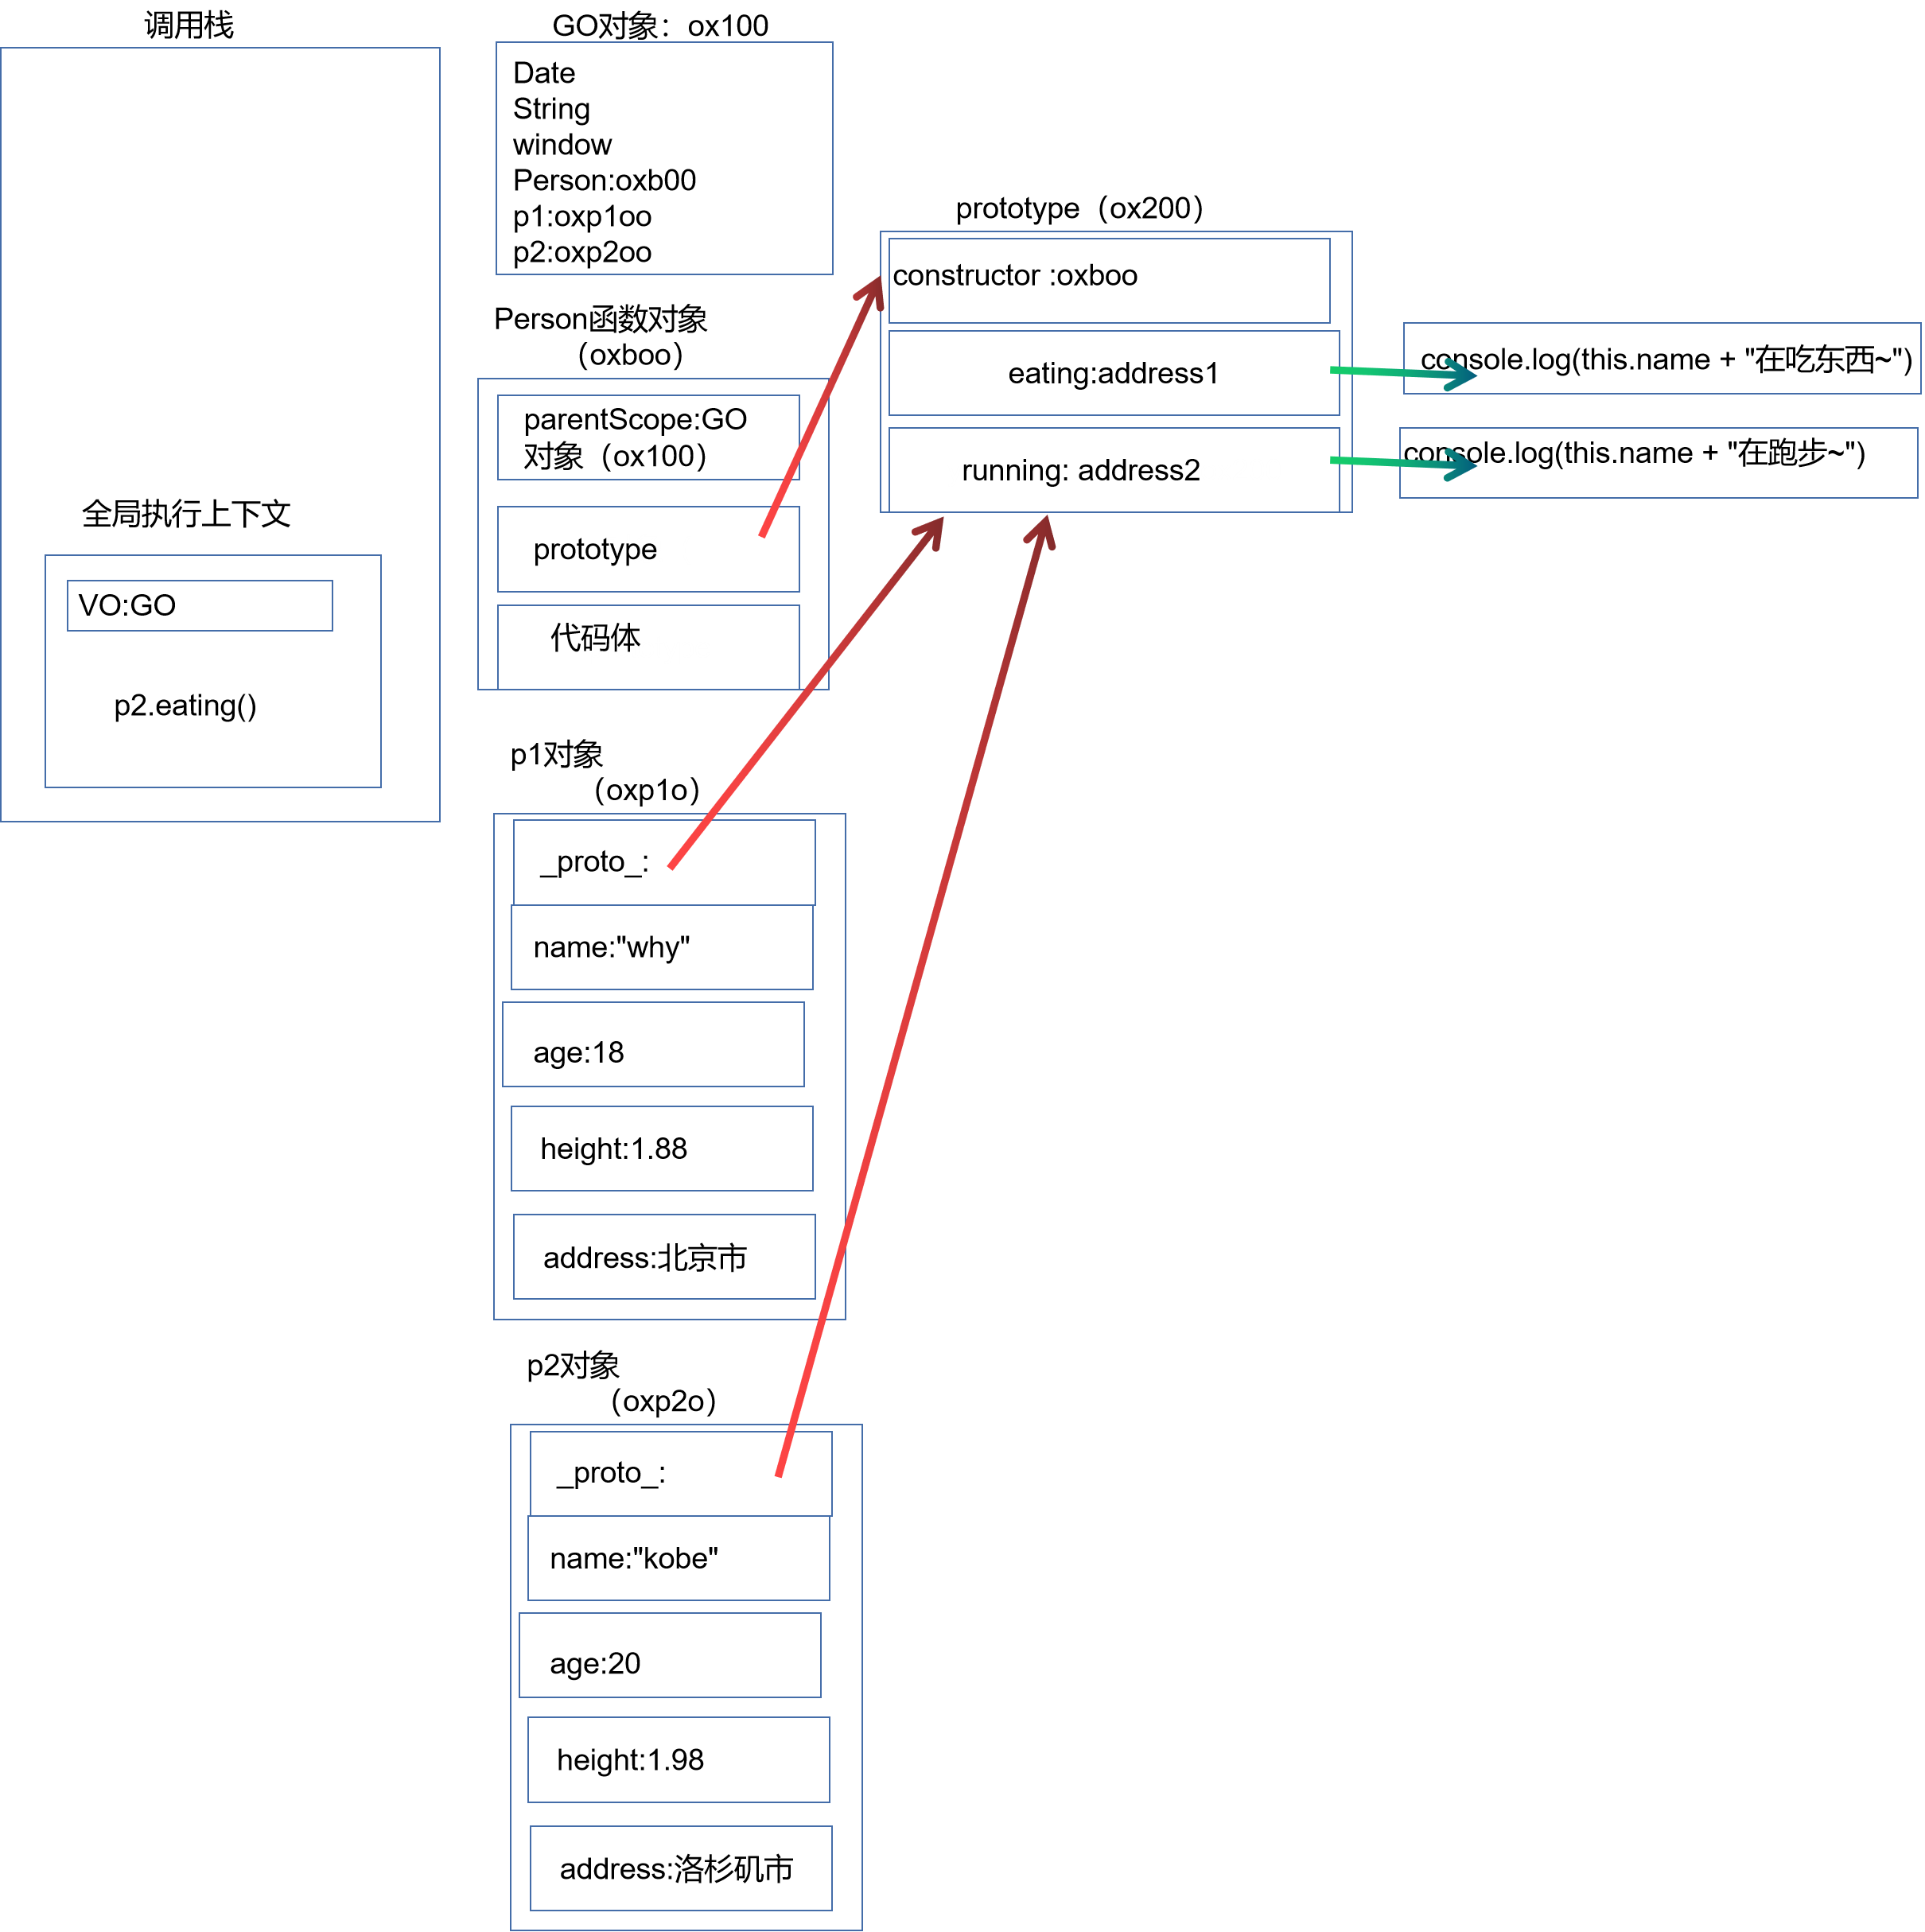 调用栈
全局执行上下文
VO:GO
p2.eating()
GO对象：ox100
Date
String
window
Person:oxb00
p1:oxp1oo
p2:oxp2oo
Person函数对象
（oxboo）
parentScope:GO
对象（ox100）
prototype
代码体
prototype（ox200）
constructor :oxboo
eating:address1
running: address2
console.log(this.name + "在吃东西~")
console.log(this.name + "在跑步~")
p1对象
（oxp1o）
_proto_:
name:"why"
age:18
height:1.88
address:北京市
p2对象
（oxp2o）
_proto_:
name:"kobe"
age:20
height:1.98
address:洛杉矶市